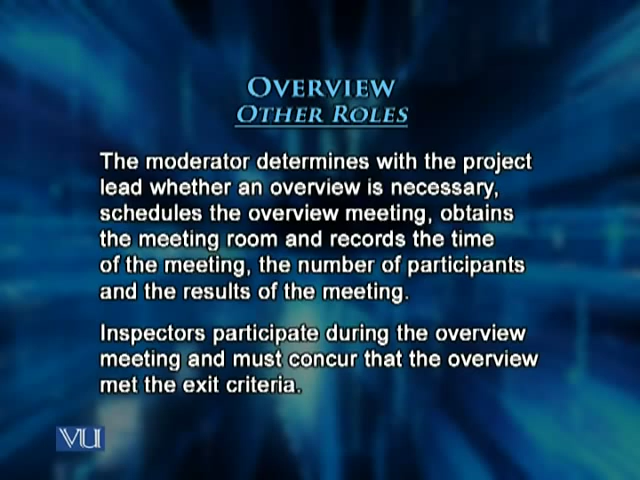 OVERVIEW
OTHER ROLES
The moderator determines with the project
lead whether an overview is necessary,
schedules the overview meeting, obtains
the meeting room and records the time
of the meeting, the number of participants
and the results of the meeting.
Inspectors participate during the overview
meeting and must concur that the overview
met the exit criteria.
VU